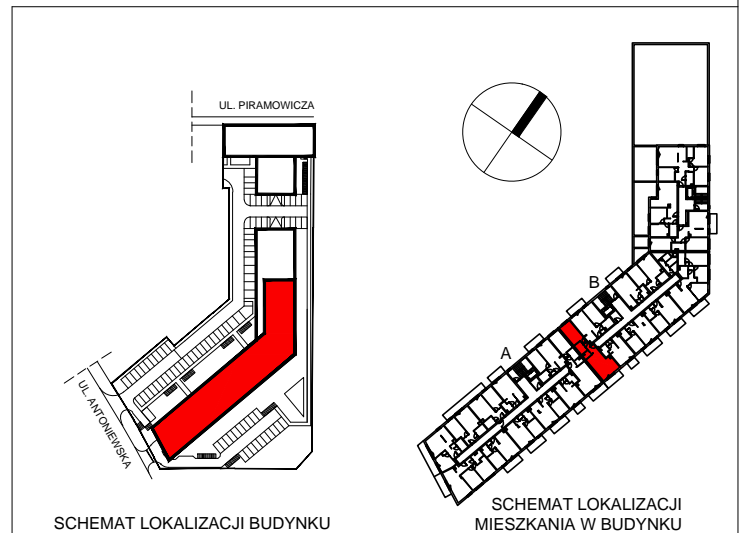 UL. PIRAMOWICZA
UL. ANTONIEWSKA
SCHEMAT LOKALIZACJI BUDYNKU
B
A
SCHEMAT LOKALIZACJI
MIESZKANIA W BUDYNKU